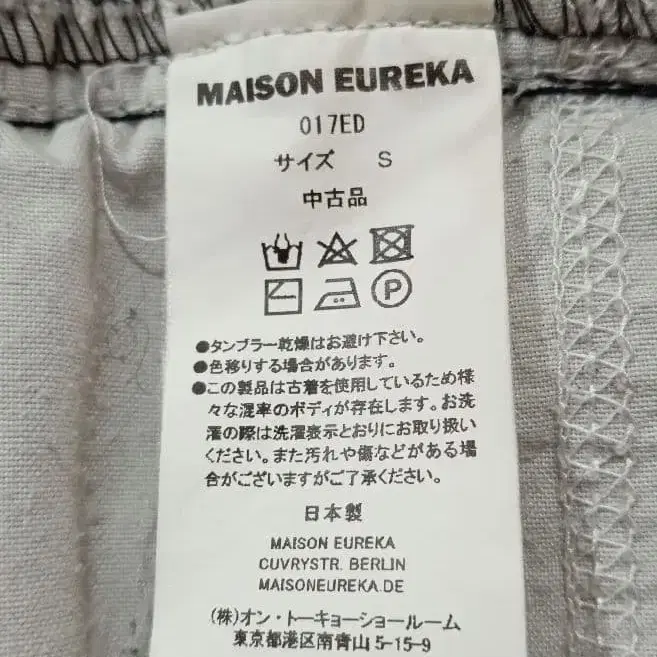 MAISON EUREKA
017ED
サイズ S
中古品
P
●タンブラー乾燥はお避け下さい。
●色移りする場合があります。
●この製品は古着を使用しているため様
々な混率のボディが存在します。お洗
濯の際は洗濯表示とおりにお取り扱い
ください。また汚れや傷などがある場
合がございますがご了承ください。
日本製
MAISON EUREKA
CUVRYSTR. BERLIN
MAISONEUREKA.DE
(株)オン・トーキョーショールーム
東京都港区南青山5-15-9